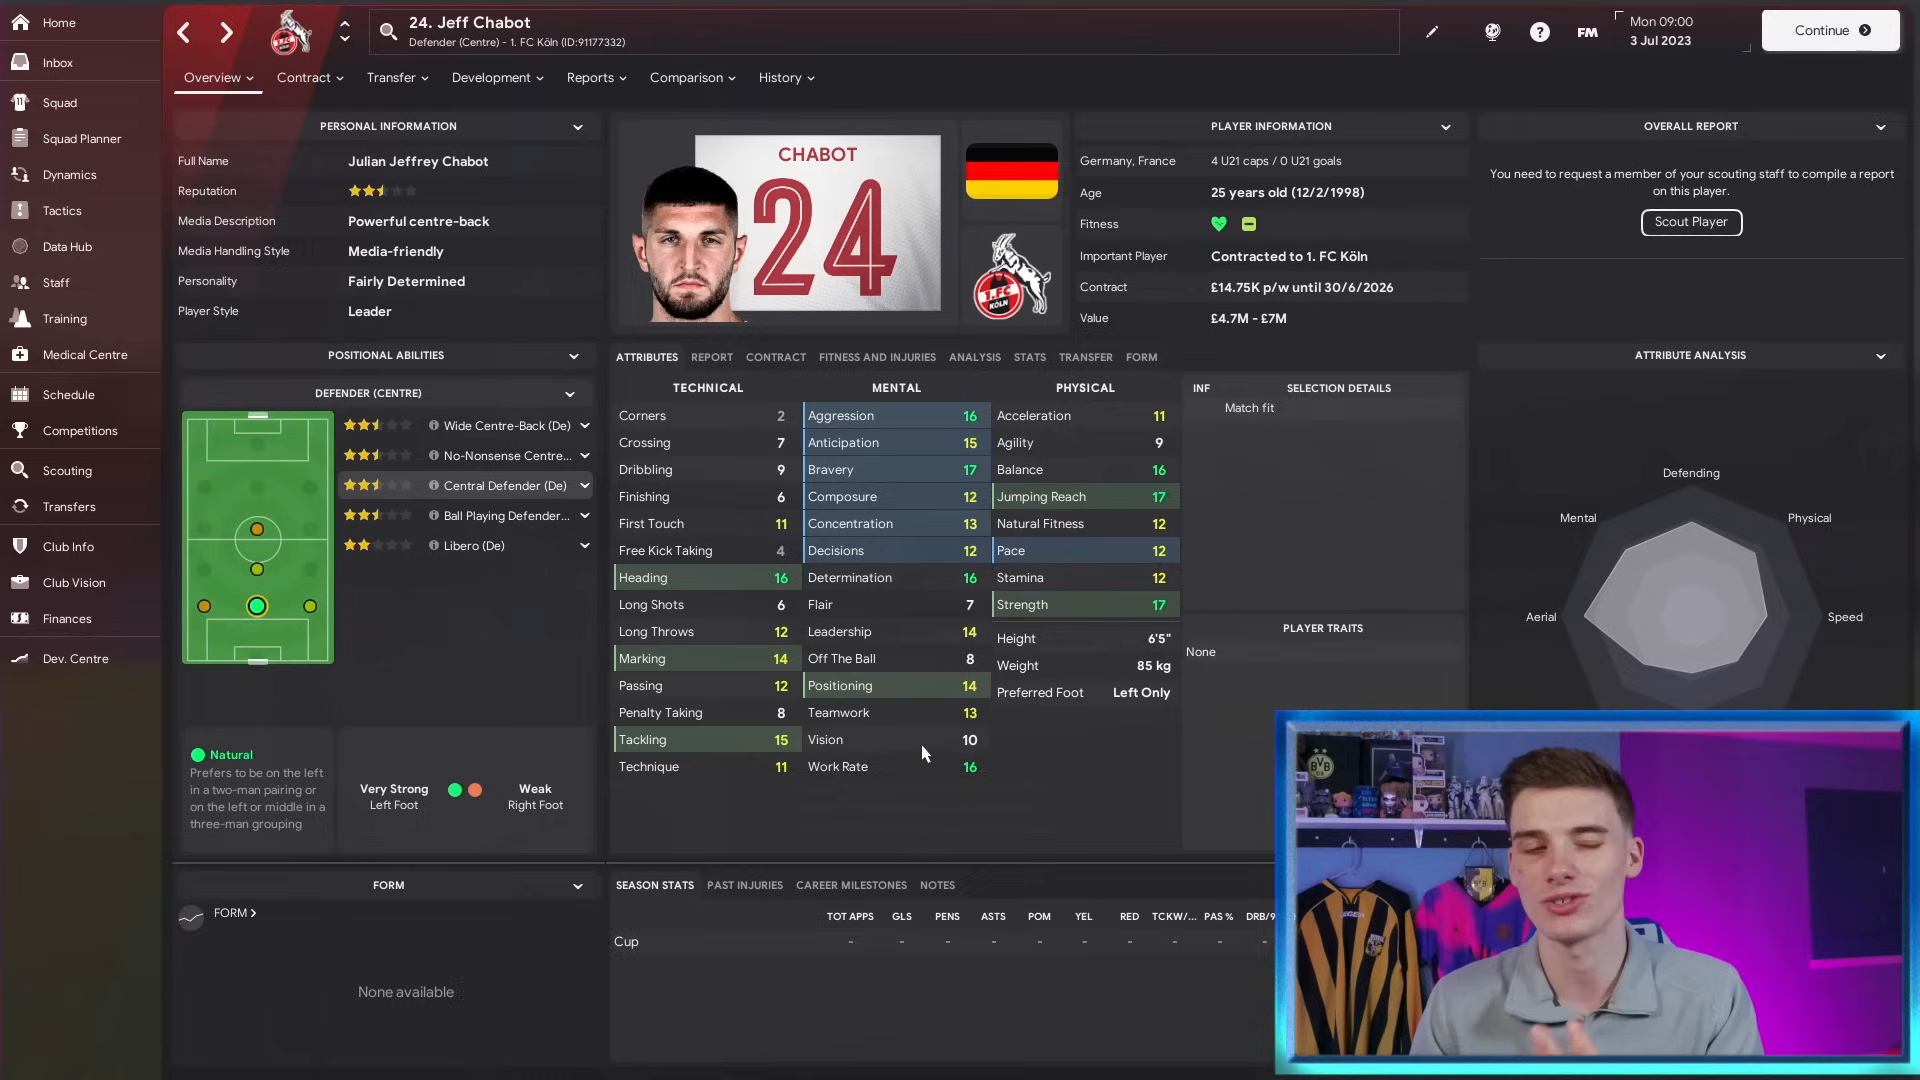 Home
Inbox
Squad
Squad Planner
Dynamics
Tactics
Data Hub
Staff
Training
Medical Centre
Schedule
Competitions
Scouting
Transfers
Club Info
Club Vision
Finances
Dev. Centre
24. Jeff Chabot
Defender (Centre) - 1. FC Köln (ID:91177332)
FM
Mon 09:00
3 Jul 2023
Continue
Overview Contract Transfer Development Reports Comparison History
PERSONAL INFORMATION
Full Name Julian Jeffrey Chabot
Reputation
Media Description Powerful centre-back
Media Handling Style Media-friendly
Personality Fairly Determined
Player Style Leader
CHABOT
24
1.FC
KÖLN
PLAYER INFORMATION
Germany, France 4 U21 caps / 0 U21 goals
Age 25 years old (12/2/1998)
Fitness
Important Player Contracted to 1. FC Köln
Contract £14.75K p/w until 30/6/2026
Value £4.7M - £7M
OVERALL REPORT
You need to request a member of your scouting staff to compile a report
on this player.
Scout Player
POSITIONAL ABILITIES
DEFENDER (CENTRE)
Wide Centre-Back (De)
No-Nonsense Centre...
Central Defender (De)
Ball Playing Defender...
Libero (De)
Natural
Prefers to be on the left
in a two-man pairing or
on the left or middle in a
three-man grouping
Very Strong
Left Foot
Weak
Right Foot
ATTRIBUTES REPORT CONTRACT FITNESS AND INJURIES ANALYSIS STATS TRANSFER FORM
TECHNICAL
Corners 2
Crossing 7
Dribbling 9
Finishing 6
First Touch 11
Free Kick Taking 4
Heading 16
Long Shots 6
Long Throws 12
Marking 14
Passing 12
Penalty Taking 8
Tackling 15
Technique 11
MENTAL
Aggression 16
Anticipation 15
Bravery 17
Composure 12
Concentration 13
Decisions 12
Determination 16
Flair 7
Leadership 14
Off The Ball 8
Positioning 14
Teamwork 13
Vision 10
Work Rate 16
PHYSICAL
Acceleration 11
Agility 9
Balance 16
Jumping Reach 17
Natural Fitness 12
Pace 12
Stamina 12
Strength 17
Height 6'5"
Weight 85 kg
Preferred Foot Left Only
INF SELECTION DETAILS
Match fit
PLAYER TRAITS
None
ATTRIBUTE ANALYSIS
Defending
Mental
Physical
Aerial
Speed
FORM
FORM
None available
SEASON STATS PAST INJURIES CAREER MILESTONES NOTES
TOT APPS GLS PENS ASTS POM YEL RED TCKW/... PAS % DRB/9
Cup - - - - - - - - - -
BVB
09